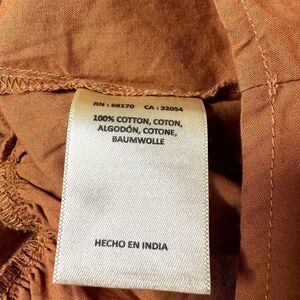 RN : 66170 CA : 32054
100% COTTON, COTON,
ALGODÓN, COTONE,
BAUMWOLLE
HECHO EN INDIA